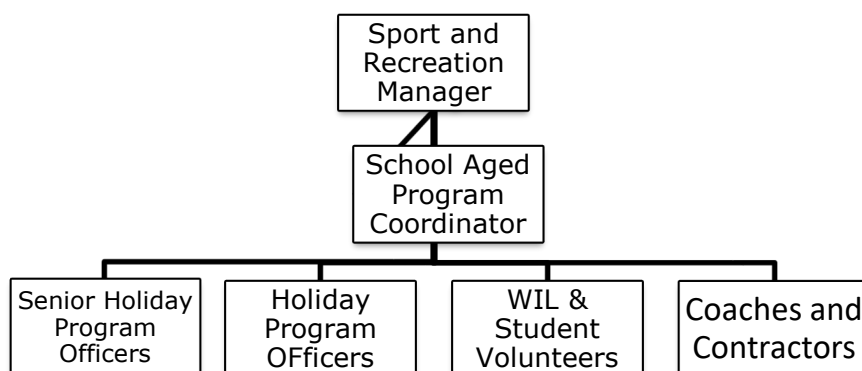 Sport and
Recreation
Manager
School Aged
Program
Coordinator
Senior Holiday
Program
Officers
Holiday
Program
OFficers
WIL &
Student
Volunteers
Coaches and
Contractors